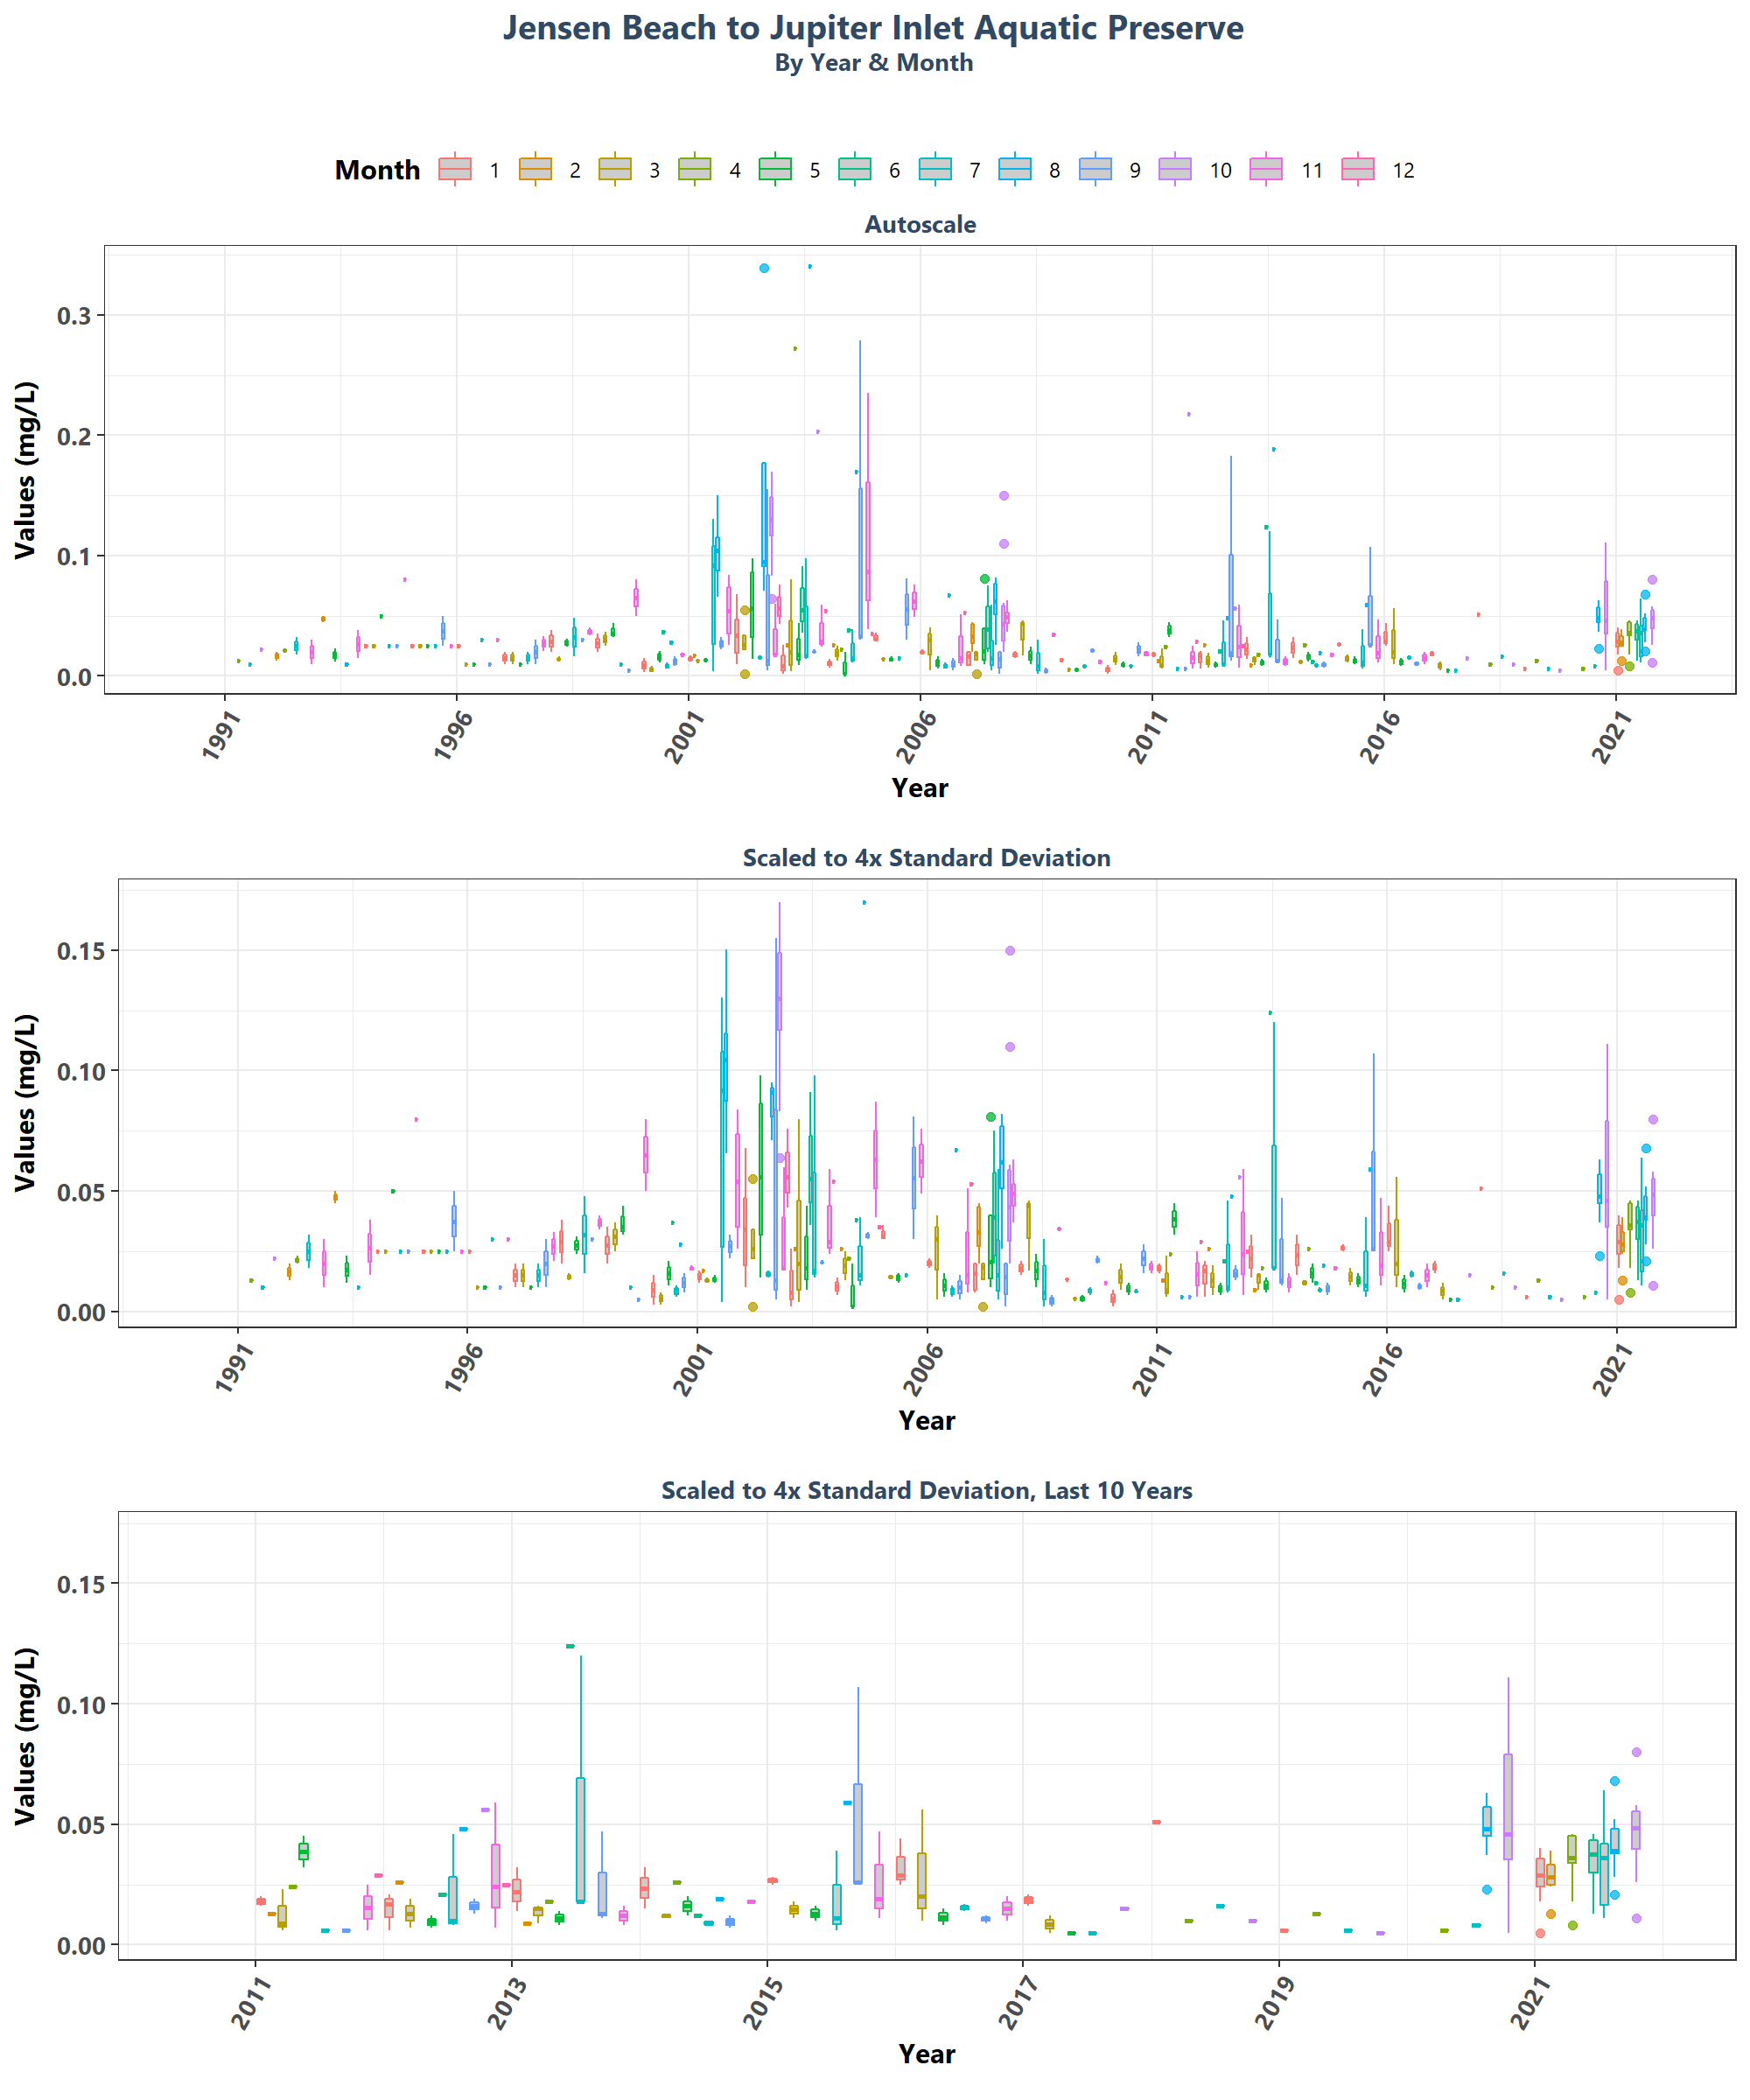 Jensen Beach to Jupiter Inlet Aquatic Preserve
By Year & Month
Month 1 2 3 4 5 6 7 8 9 10 11 12
Autoscale
Values (mg/L)
0.3
0.2
0.1
0.0
1991 1996 2001 2006 2011 2016 2021
Year
Scaled to 4x Standard Deviation
Values (mg/L)
0.15
0.10
0.05
0.00
1991 1996 2001 2006 2011 2016 2021
Year
Scaled to 4x Standard Deviation, Last 10 Years
Values (mg/L)
0.15
0.10
0.05
0.00
2011 2013 2015 2017 2019 2021
Year